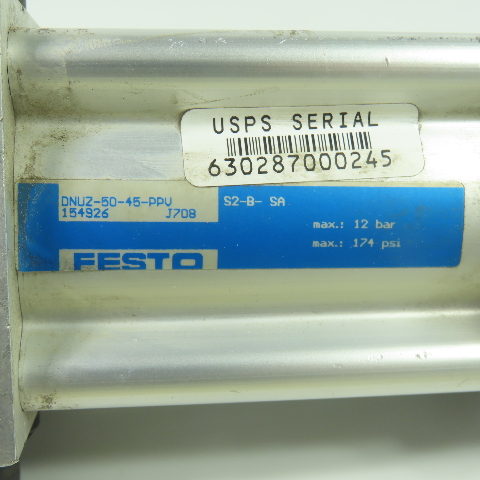 USPS SERIAL
630287000245
DNUZ-50-45-PPV
154926 J708
S2-B- SA
max.: 12 bar
max.: 174 psi
FESTO